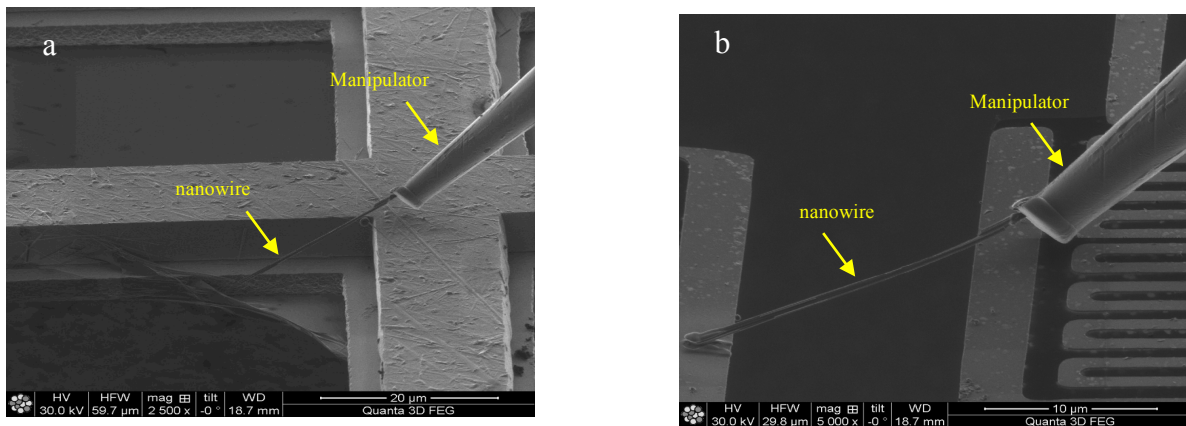 a
Manipulator
nanowire
HV HFW mag tilt WD 20 µm
30.0 kV 59.7 µm 2 500 x -0 ° 18.7 mm Quanta 3D FEG
b
Manipulator
nanowire
HV HFW mag tilt WD 10 µm
30.0 kV 29.8 µm 5 000 x -0 ° 18.7 mm Quanta 3D FEG